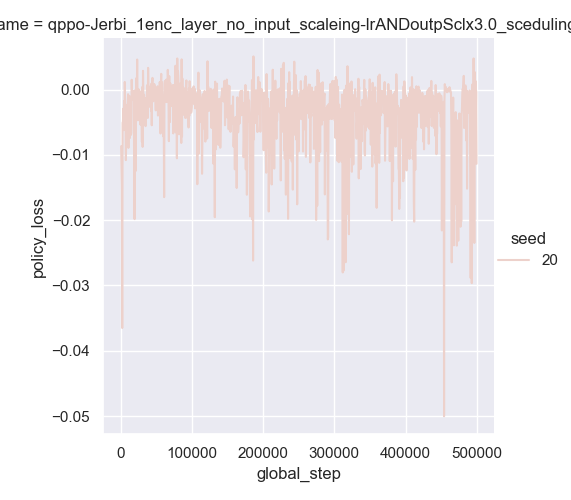 ame = qppo-Jerbi_1enc_layer_no_input_scaleing-lrANDoutpSclx3.0_sceduling
0.00
−0.01
−0.02
−0.03
−0.04
−0.05
policy_loss
0 100000 200000 300000 400000 500000
global_step
seed
20